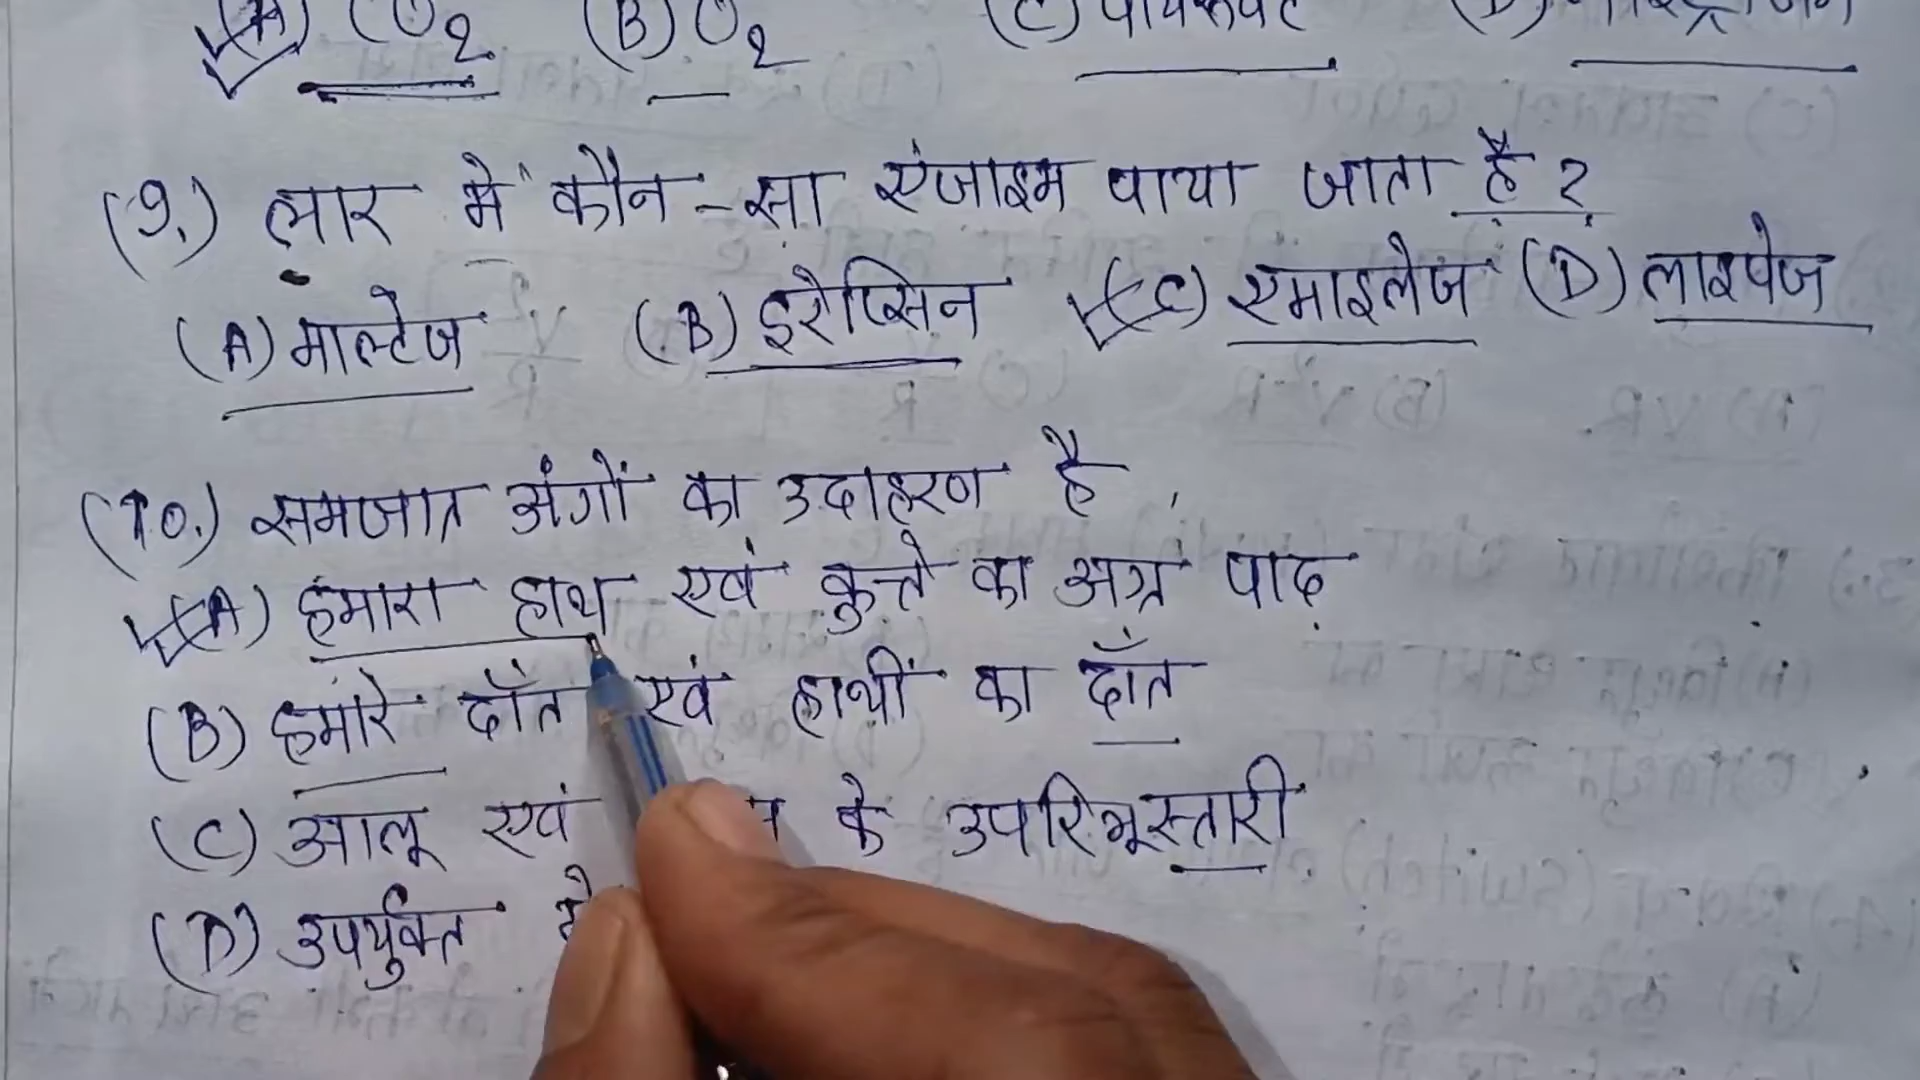 (A) CO2 (B) O2 (C) (D)
(9.) लार में कौन-सा एंजाइम पाया जाता है?
(A) माल्टेज (B) इरेप्सिन (C) एमाइलेज (D) लाइपेज
(10.) समजात अंगों का उदाहरण है,
(A) हमारा हाथ एवं कुत्ते का अग्र पाद
(B) हमारे दाँत एवं हाथी का दाँत
(C) आलू एवं के उपरिभूस्तारी
(D) उपर्युक्त